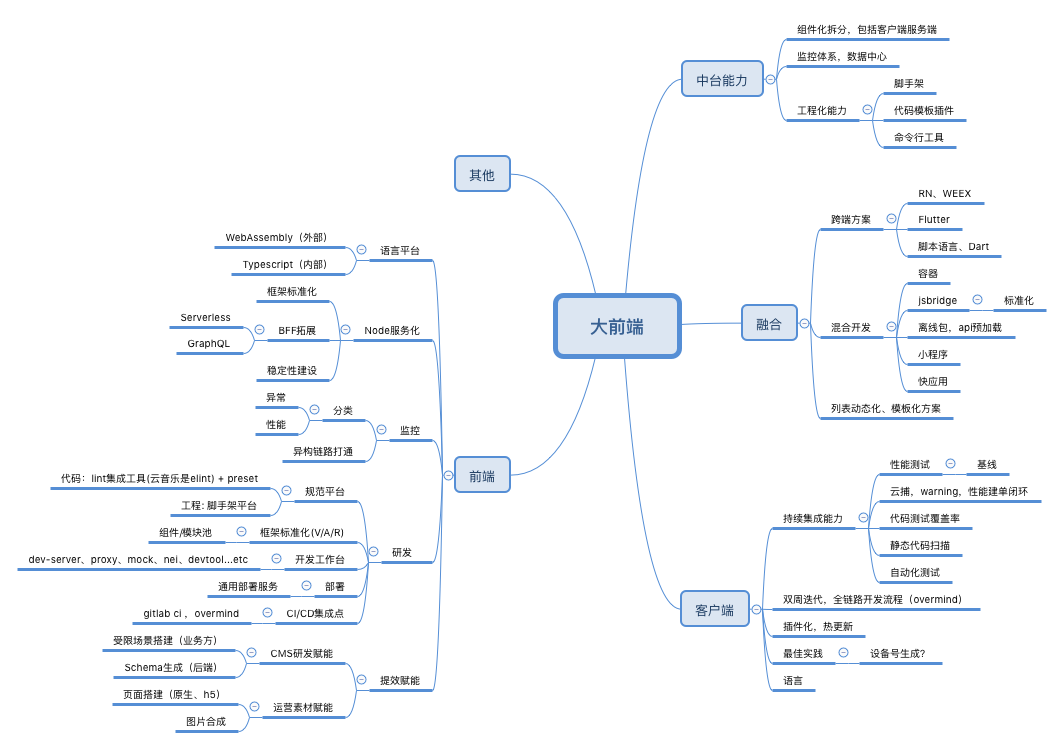 大前端
中台能力
组件化拆分，包括客户端服务端
监控体系，数据中心
工程化能力
脚手架
代码模板插件
命令行工具
融合
跨端方案
RN、WEEX
Flutter
脚本语言、Dart
混合开发
容器
jsbridge
标准化
离线包，api预加载
小程序
快应用
列表动态化、模板化方案
客户端
持续集成能力
性能测试
基线
云捕，warning，性能建单闭环
代码测试覆盖率
静态代码扫描
自动化测试
双周迭代，全链路开发流程（overmind）
插件化，热更新
最佳实践
设备号生成？
语言
其他
前端
语言平台
WebAssembly（外部）
Typescript（内部）
Node服务化
框架标准化
BFF拓展
Serverless
GraphQL
稳定性建设
监控
分类
异常
性能
异构链路打通
研发
规范平台
代码：lint集成工具(云音乐是elint) + preset
工程: 脚手架平台
框架标准化(V/A/R)
组件/模块池
开发工作台
dev-server、proxy、mock、nei、devtool...etc
部署
通用部署服务
CI/CD集成点
gitlab ci ，overmind
提效赋能
CMS研发赋能
受限场景搭建（业务方）
Schema生成（后端）
运营素材赋能
页面搭建（原生、h5）
图片合成